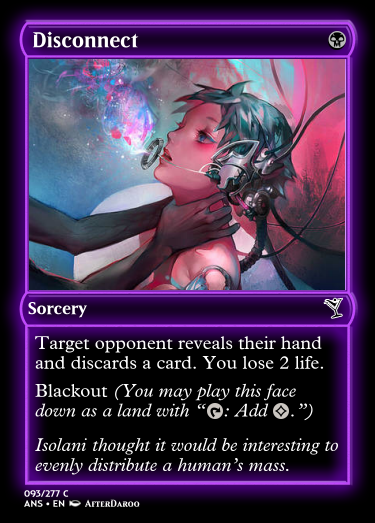 Disconnect
Sorcery
Target opponent reveals their hand
and discards a card. You lose 2 life.
Blackout (You may play this face
down as a land with “: Add .”)
Isolani thought it would be interesting to
evenly distribute a human’s mass.
093/277 C
ANS • EN AfterDaroo